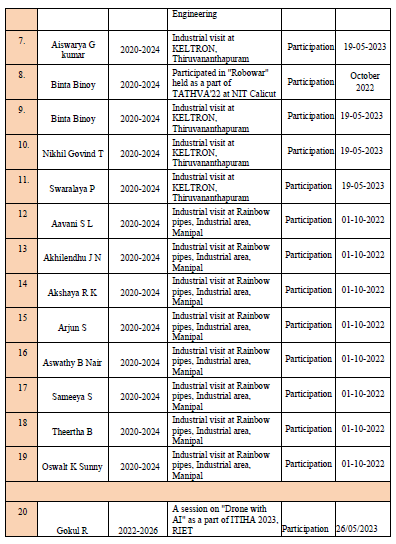 Engineering
7. Aiswarya G kumar 2020-2024 Industrial visit at KELTRON, Thiruvananthapuram Participation 19-05-2023
8. Binta Binoy 2020-2024 Participated in "Robowar" held as a part of TATHVA'22 at NIT Calicut Participation October 2022
9. Binta Binoy 2020-2024 Industrial visit at KELTRON, Thiruvananthapuram Participation 19-05-2023
10. Nikhil Govind T 2020-2024 Industrial visit at KELTRON, Thiruvananthapuram Participation 19-05-2023
11. Swaralaya P 2020-2024 Industrial visit at KELTRON, Thiruvananthapuram Participation 19-05-2023
12 Aavani S L 2020-2024 Industrial visit at Rainbow pipes, Industrial area, Manipal Participation 01-10-2022
13 Akhilendhu J N 2020-2024 Industrial visit at Rainbow pipes, Industrial area, Manipal Participation 01-10-2022
14 Akshaya R K 2020-2024 Industrial visit at Rainbow pipes, Industrial area, Manipal Participation 01-10-2022
15 Arjun S 2020-2024 Industrial visit at Rainbow pipes, Industrial area, Manipal Participation 01-10-2022
16 Aswathy B Nair 2020-2024 Industrial visit at Rainbow pipes, Industrial area, Manipal Participation 01-10-2022
17 Sameeya S 2020-2024 Industrial visit at Rainbow pipes, Industrial area, Manipal Participation 01-10-2022
18 Theertha B 2020-2024 Industrial visit at Rainbow pipes, Industrial area, Manipal Participation 01-10-2022
19 Oswalt K Sunny 2020-2024 Industrial visit at Rainbow pipes, Industrial area, Manipal Participation 01-10-2022
20 Gokul R 2022-2026 A session on "Drone with AI" as a part of ITIHA 2023, RIET Participation 26/05/2023